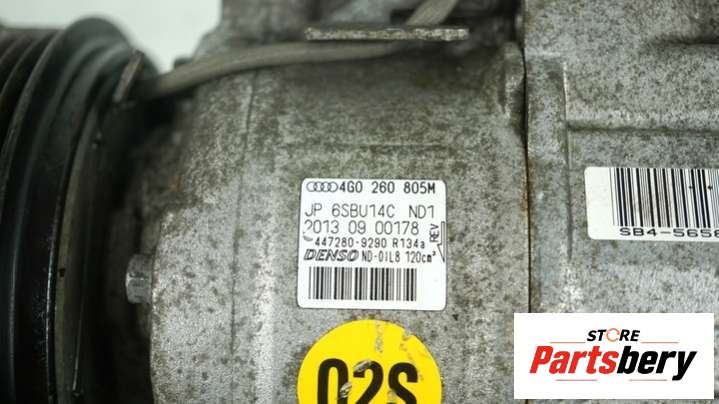 4G0 260 805M
JP 6SBU14C ND1
2013 09 00178
REV
447280-9290 R134a
DENSO ND-OIL8 120cm³
02S
SB4-5656
STORE
Partsbery